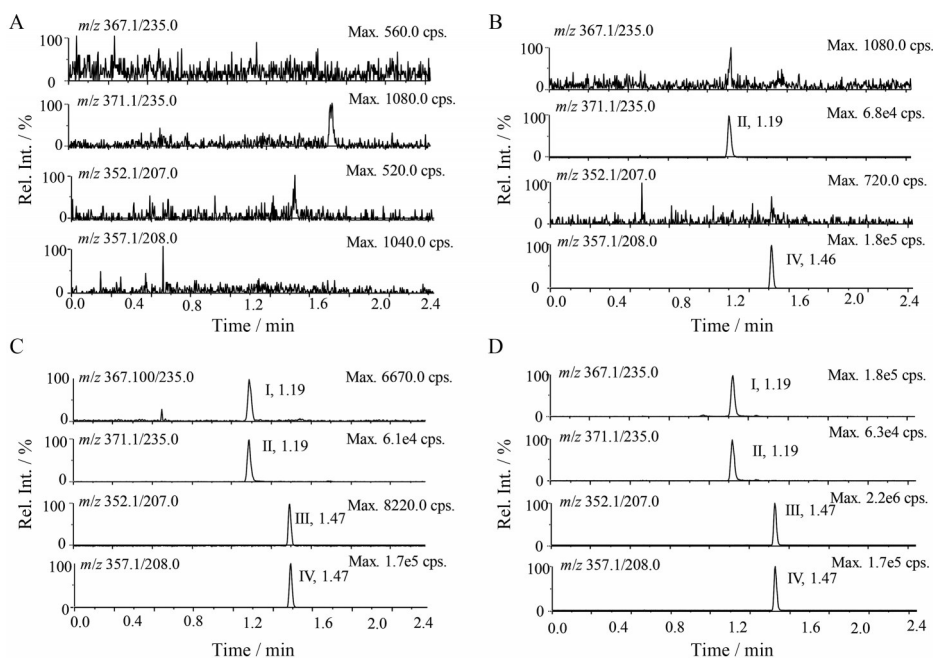 A
Rel. Int. / %
m/z 367.1/235.0
Max. 560.0 cps.
100
0
m/z 371.1/235.0
Max. 1080.0 cps.
100
0
m/z 352.1/207.0
Max. 520.0 cps.
100
0
m/z 357.1/208.0
Max. 1040.0 cps.
100
0
0.0 0.4 0.8 1.2 1.6 2.0 2.4
Time / min
B
Rel. Int. / %
m/z 367.1/235.0
Max. 1080.0 cps.
100
0
m/z 371.1/235.0
Max. 6.8e4 cps.
100
II, 1.19
0
m/z 352.1/207.0
Max. 720.0 cps.
100
0
m/z 357.1/208.0
Max. 1.8e5 cps.
100
IV, 1.46
0
0.0 0.4 0.8 1.2 1.6 2.0 2.4
Time / min
C
Rel. Int. / %
m/z 367.100/235.0
Max. 6670.0 cps.
100
I, 1.19
0
m/z 371.1/235.0
Max. 6.1e4 cps.
100
II, 1.19
0
m/z 352.1/207.0
Max. 8220.0 cps.
100
III, 1.47
0
m/z 357.1/208.0
Max. 1.7e5 cps.
100
IV, 1.47
0
0.0 0.4 0.8 1.2 1.6 2.0 2.4
Time / min
D
Rel. Int. / %
m/z 367.1/235.0
Max. 1.8e5 cps.
100
I, 1.19
0
m/z 371.1/235.0
Max. 6.3e4 cps.
100
II, 1.19
0
m/z 352.1/207.0
Max. 2.2e6 cps.
100
III, 1.47
0
m/z 357.1/208.0
Max. 1.7e5 cps.
100
IV, 1.47
0
0.0 0.4 0.8 1.2 1.6 2.0 2.4
Time / min